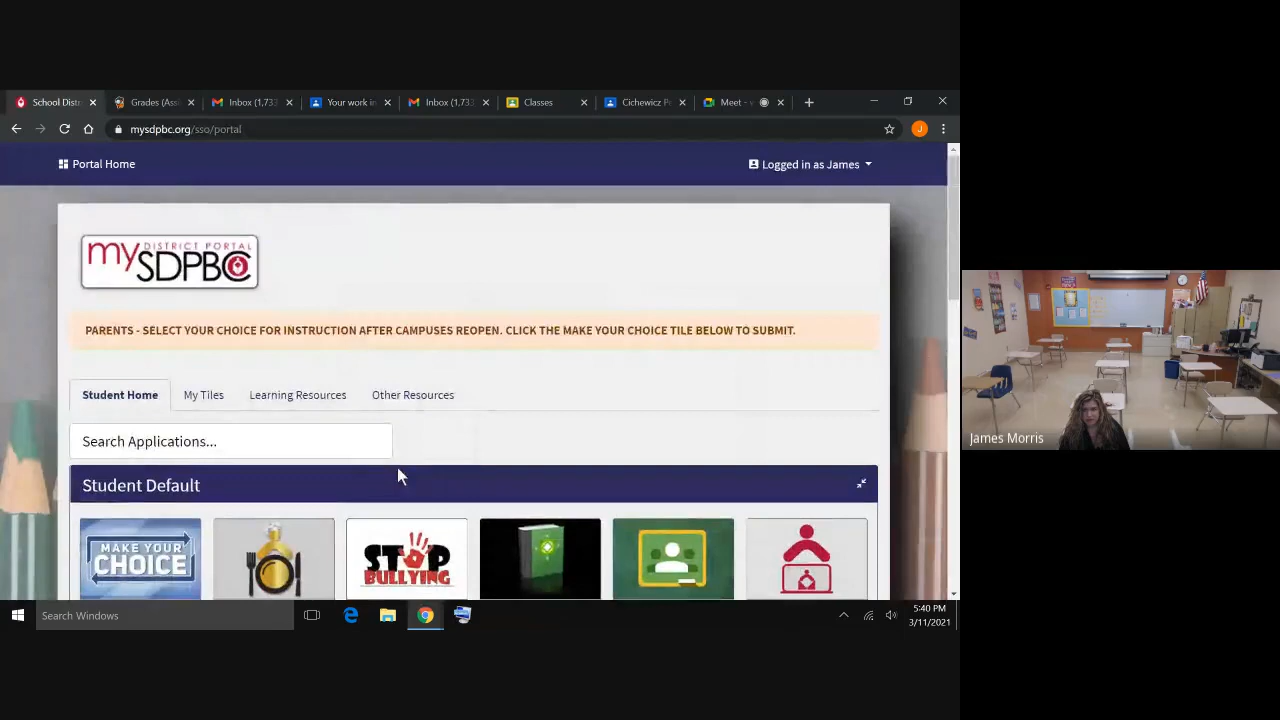 School Distr
Grades (Assi
Inbox (1,733
Your work in
Inbox (1,733
Classes
Cichewicz Pe
Meet -
mysdpbc.org/sso/portal
J
Portal Home
Logged in as James
my DISTRICT PORTAL
SDPBC
PARENTS - SELECT YOUR CHOICE FOR INSTRUCTION AFTER CAMPUSES REOPEN. CLICK THE MAKE YOUR CHOICE TILE BELOW TO SUBMIT.
Student Home
My Tiles
Learning Resources
Other Resources
Search Applications...
Student Default
MAKE YOUR
CHOICE
STOP
BULLYING
James Morris
Search Windows
5:40 PM
3/11/2021